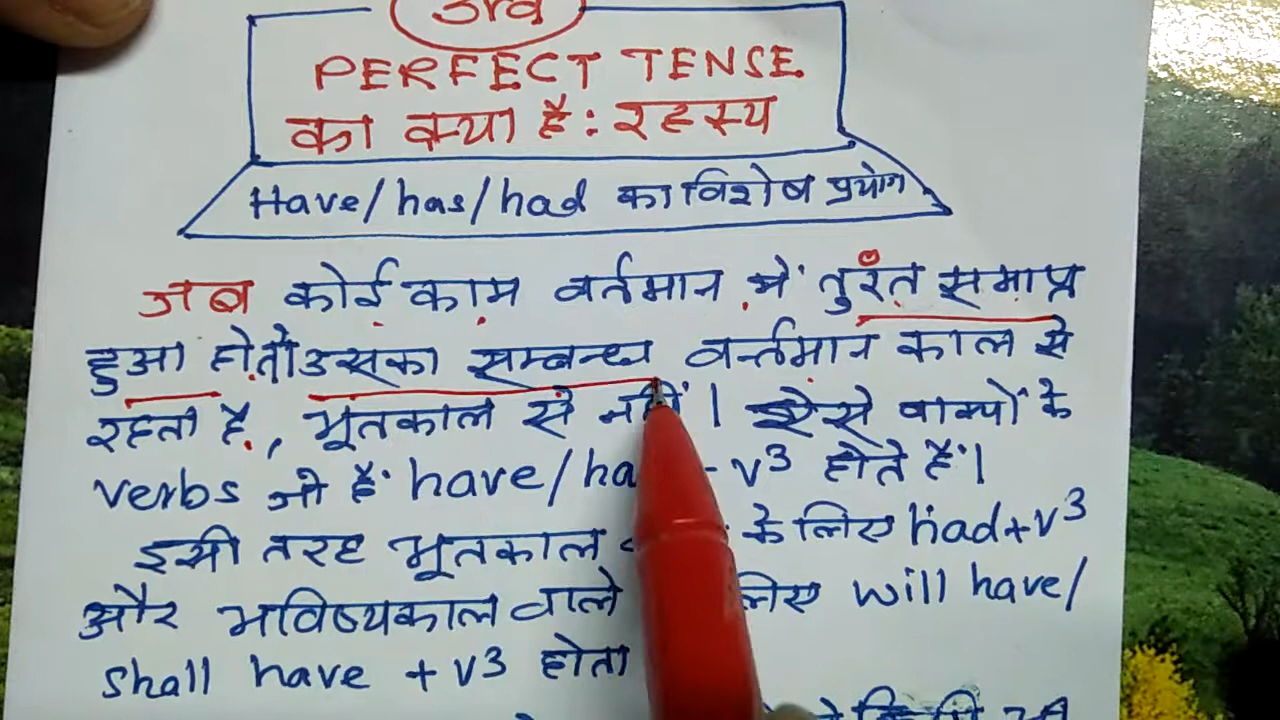 PERFECT TENSE
का क्या है: रहस्य
Have/has/had का विशेष प्रयोग
जब कोई काम वर्तमान में तुरँत समाप्त
हुआ हो तो उसका सम्बन्ध वर्न्तमान काल से
रहता है, भूतकाल से नहीं। ऐसे वाक्यों के
verbs जो हैं have/ha - v3 होते हैं।
इसी तरह भूतकाल के लिए had+v3
और भविष्यकाल वाले लिए will have/
shall have + v3 होता